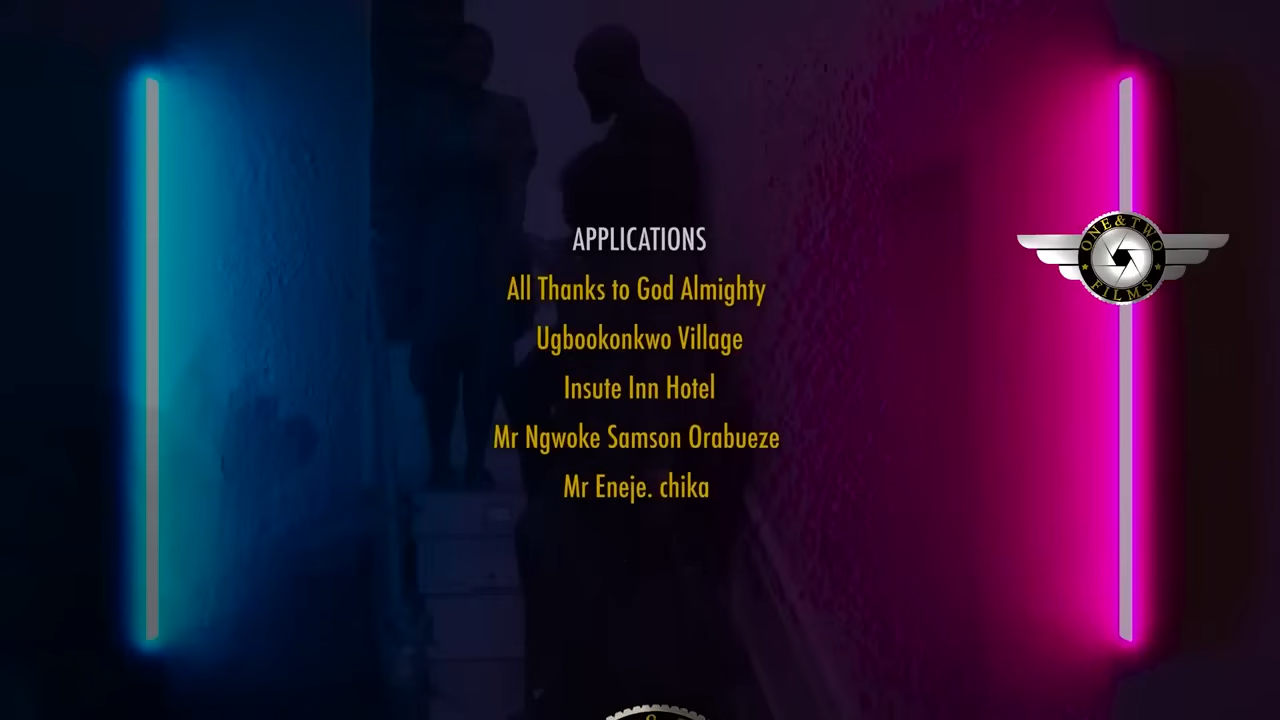 APPLICATIONS
All Thanks to God Almighty
Ugbookonkwo Village
Insute Inn Hotel
Mr Ngwoke Samson Orabueze
Mr Eneje. chika
ONE&TWO
FILMS
&